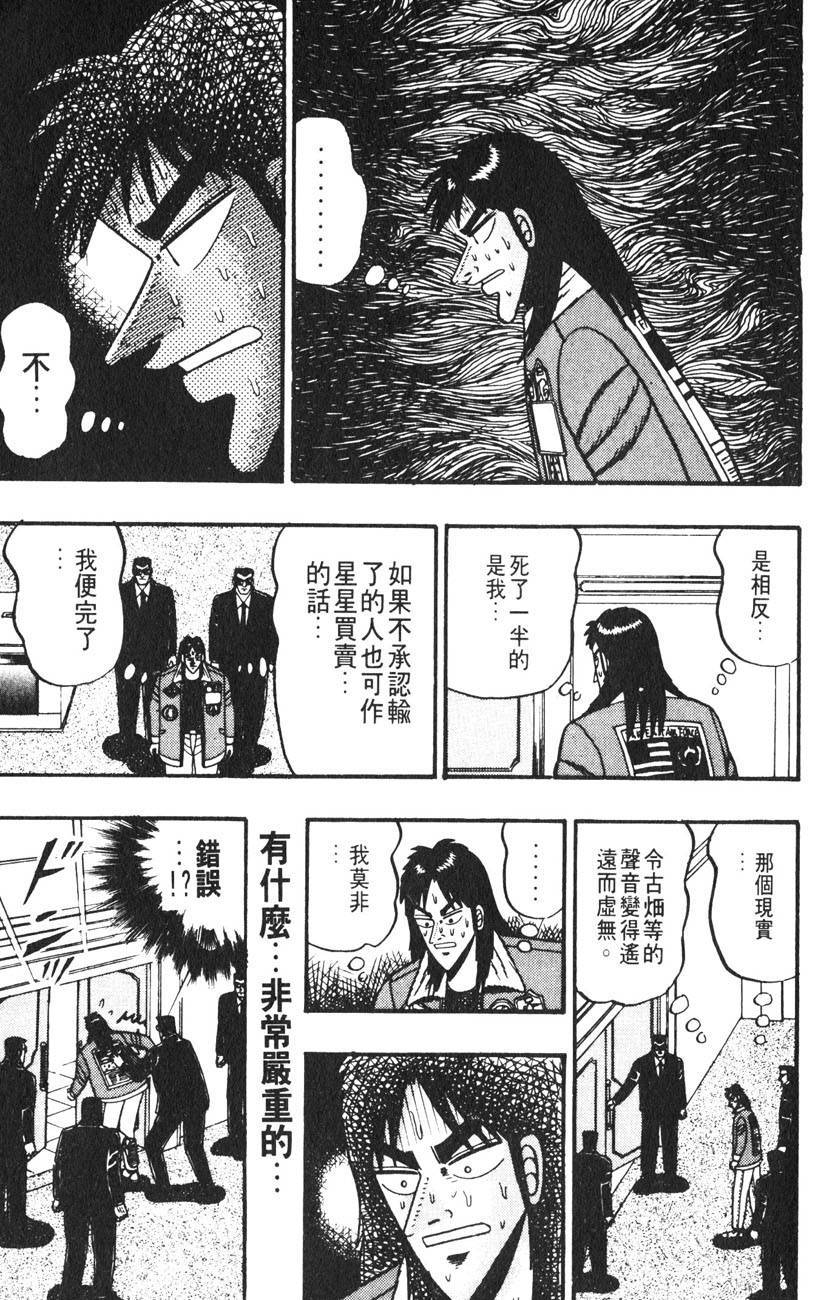 ‥‥‥‥‥
不…
是相反…
死了一半的
是我…
如果不承認輸
了的人也可作
星星買賣…
的話…
我便完了
…
那個現實
…
令古畑等的
聲音變得遙
遠而虛無。
‥‥‥
我莫非
…
有什麼…非常嚴重的…
錯誤
…!?